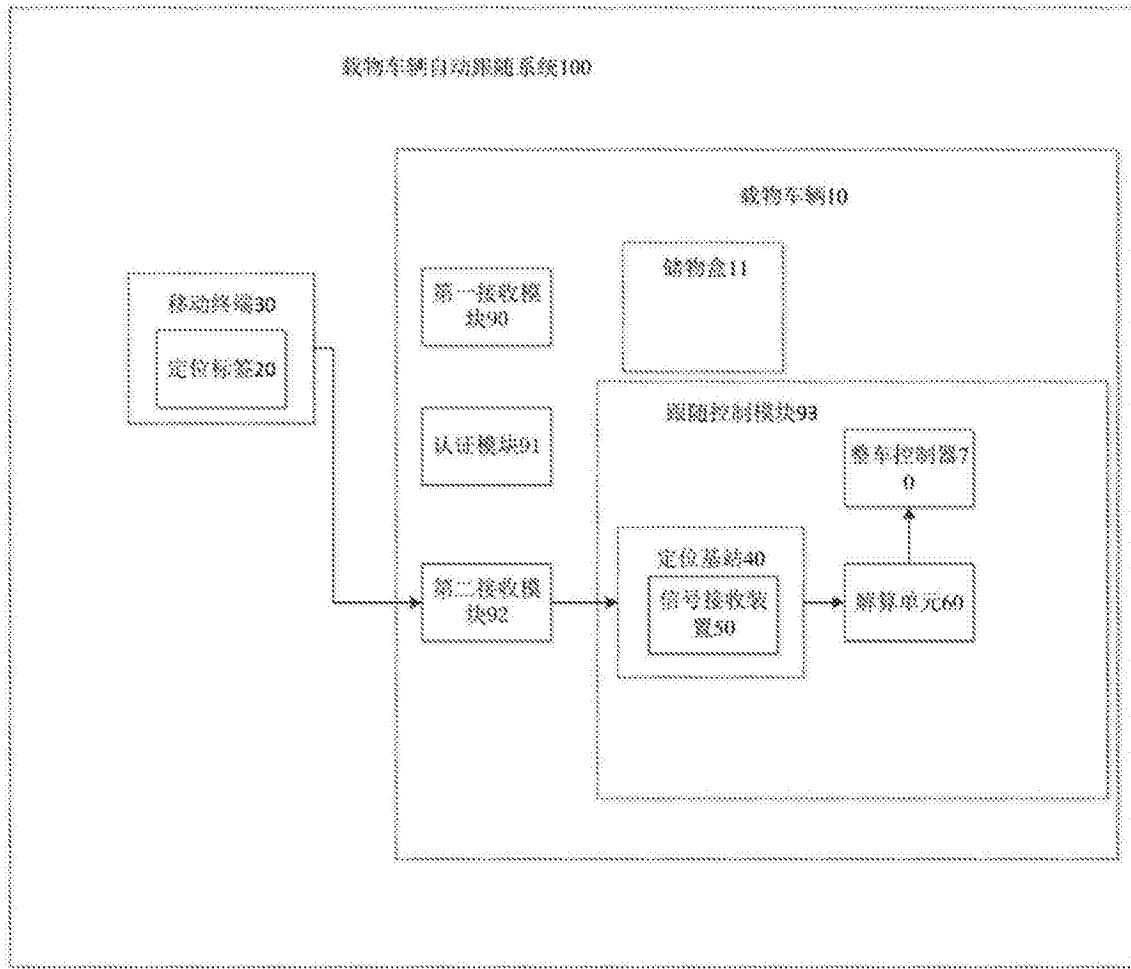 载物车辆自动跟随系统100
载物车辆10
储物盒11
第一接收模
块90
移动终端30
定位标签20
跟随控制模块93
认证模块91
整车控制器7
0
定位基站40
信号接收装
置50
第二接收模
块92
解算单元60